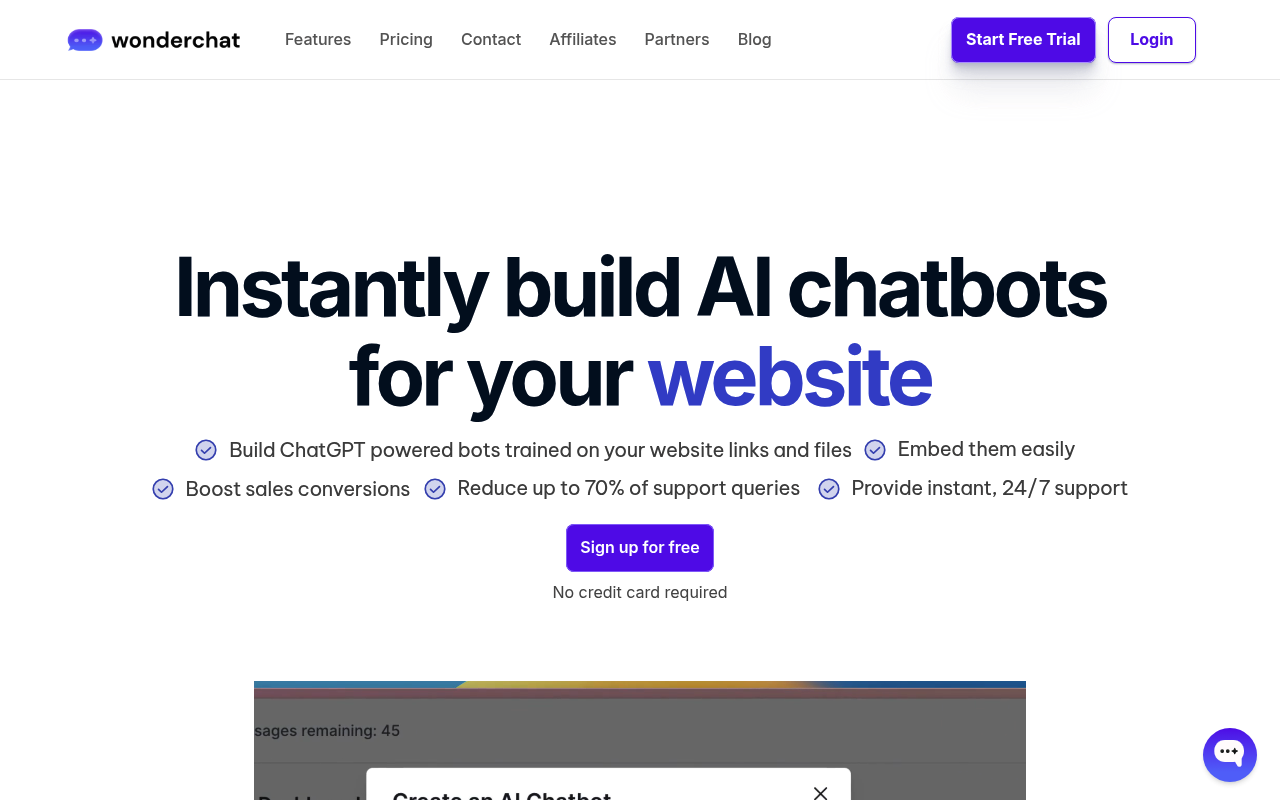 wonderchat
Features
Pricing
Contact
Affiliates
Partners
Blog
Start Free Trial
Login
Instantly build AI chatbots
for your website
Build ChatGPT powered bots trained on your website links and files
Embed them easily
Boost sales conversions
Reduce up to 70% of support queries
Provide instant, 24/7 support
Sign up for free
No credit card required
sages remaining: 45
Create an AI Chatbot